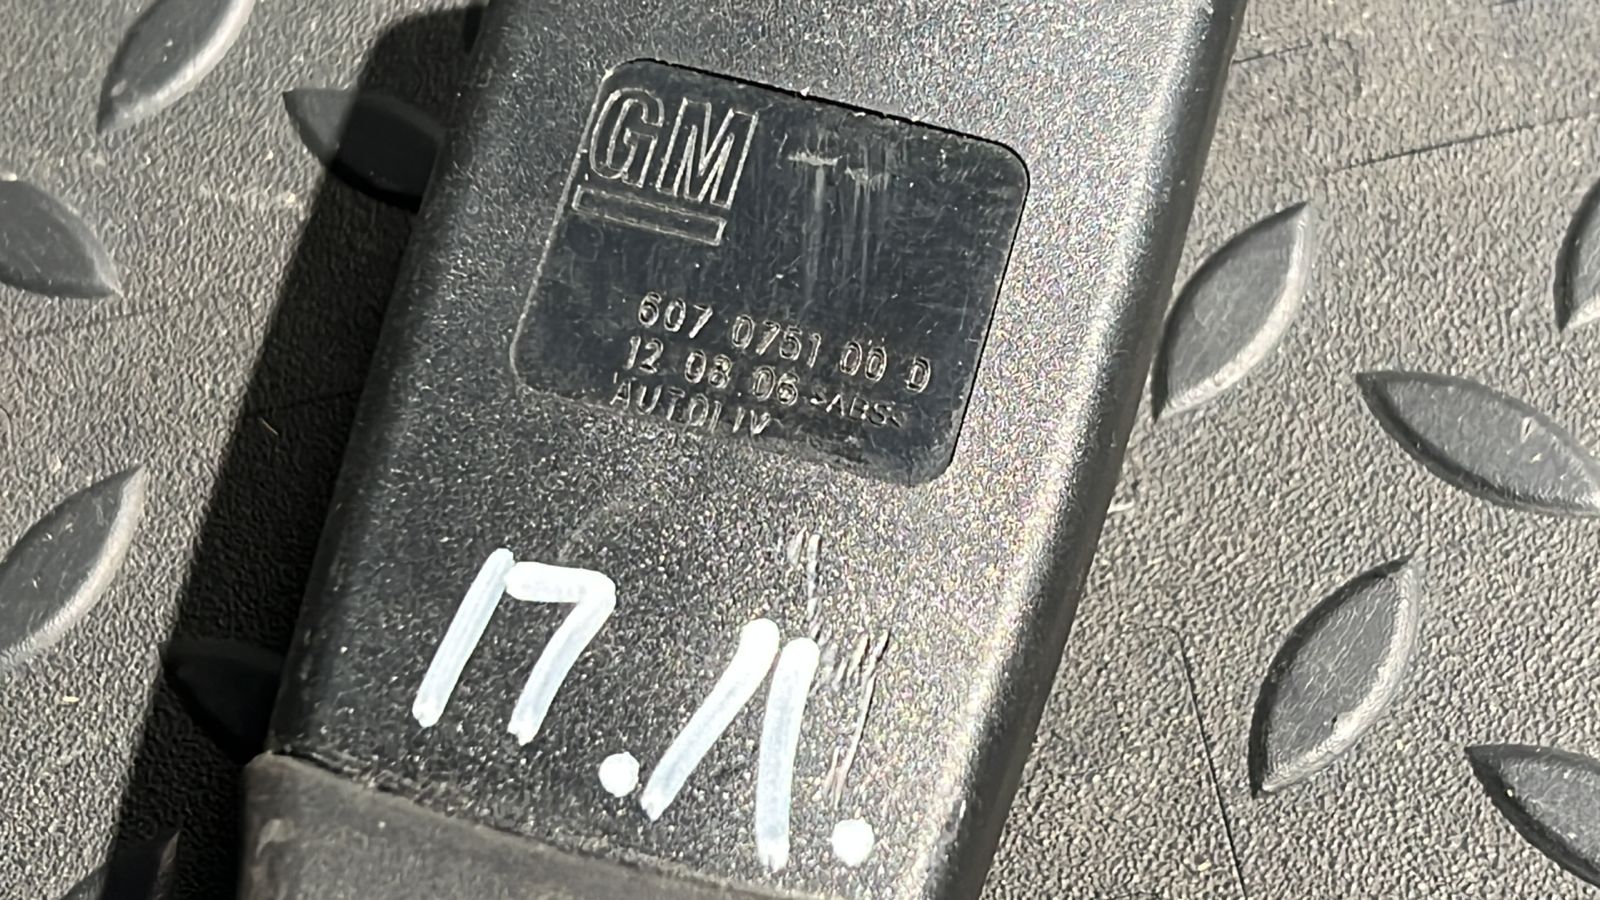 GM
607 0751 00 D
12 08 06 >ABS<
AUTOLIV
П.Л.